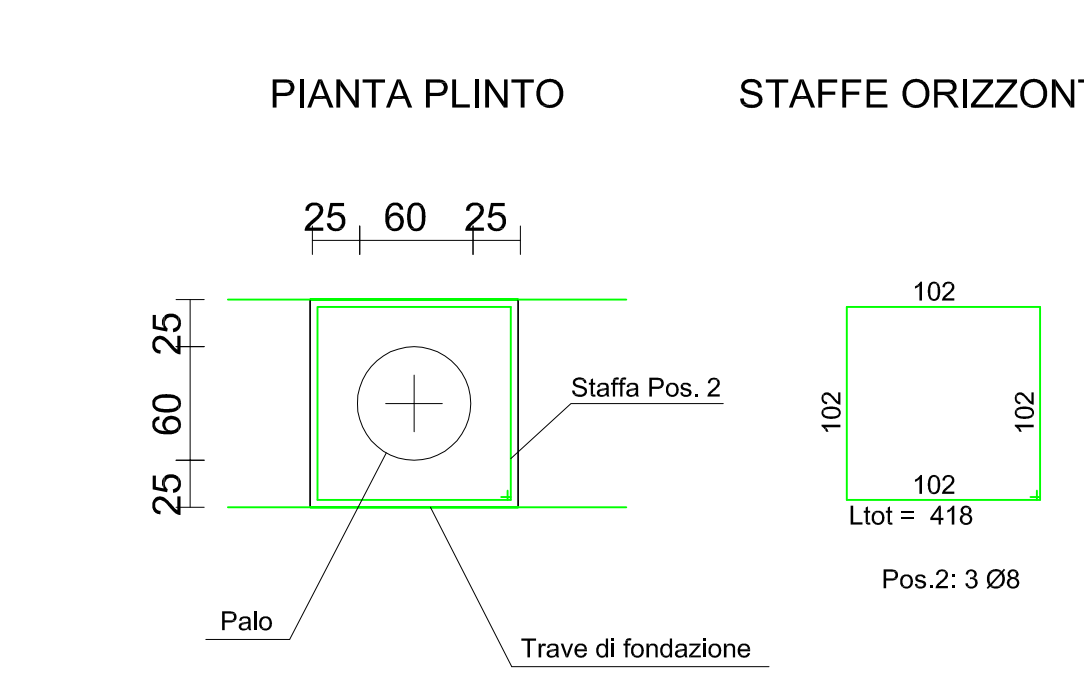 PIANTA PLINTO
STAFFE ORIZZONT
25 60 25
25
60
25
Staffa Pos. 2
Palo
Trave di fondazione
102
102
102
102
Ltot = 418
Pos.2: 3 Ø8